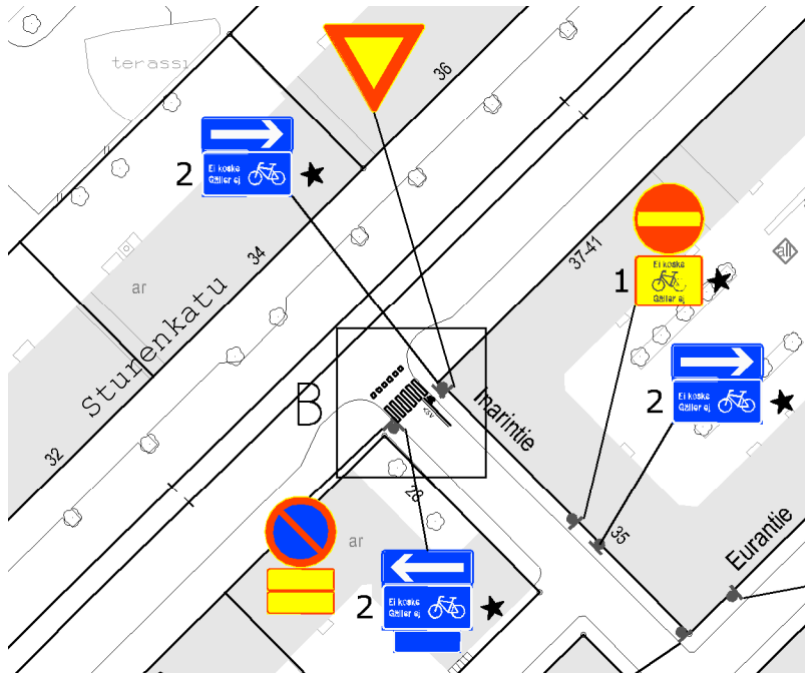 terassi
36
2
Ei koske
Gäller ej
34
37-41
1
Ei koske
Gäller ej
ar
Sturenkatu
2
Ei koske
Gäller ej
B
Inarintie
32
28
35
Eurantie
ar
2
Ei koske
Gäller ej